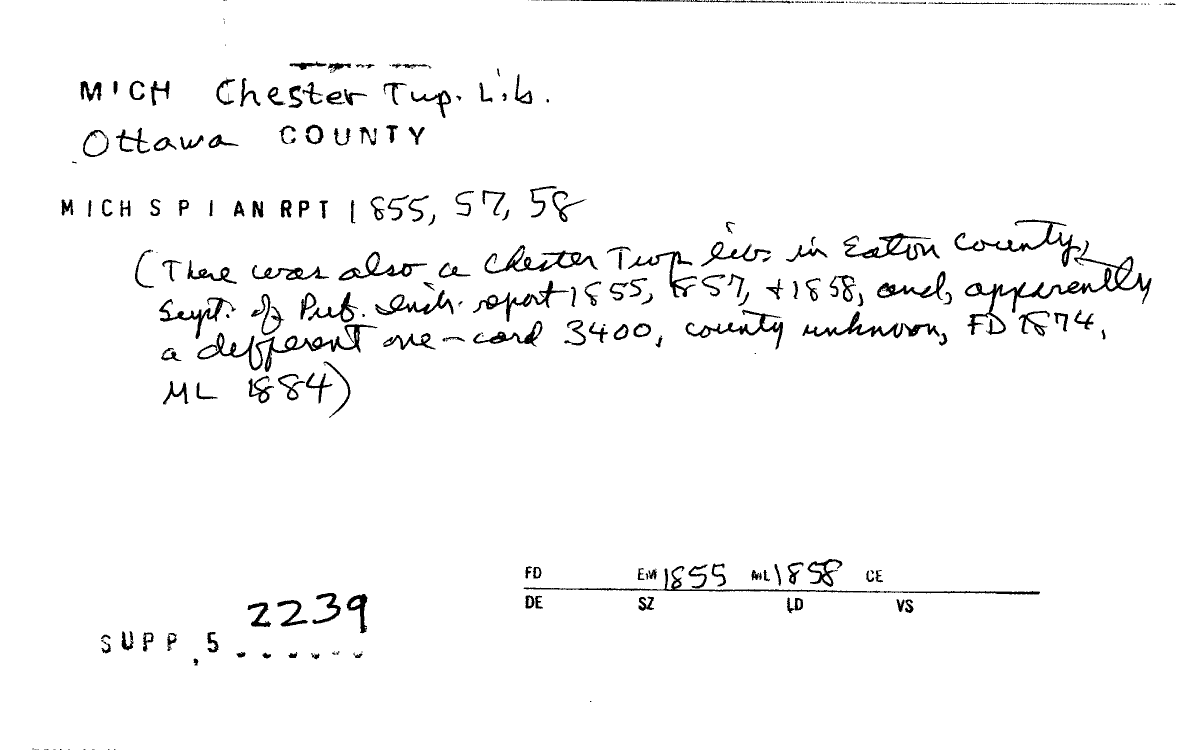 MICH Chester Twp. Lib.
Ottawa COUNTY
MICH S P I AN RPT 1855, 57, 58
(There was also a Chester Twp lib. in Eaton County,
Supt. of Pub. Instr. report 1855, 1857, + 1858, and, apparently
a different one - card 3400, county unknown, FD 1874,
ML 1884)
FD EM 1855 ML 1858 CE
DE SZ LD VS
2239
SUPP. 5 . . . . . .